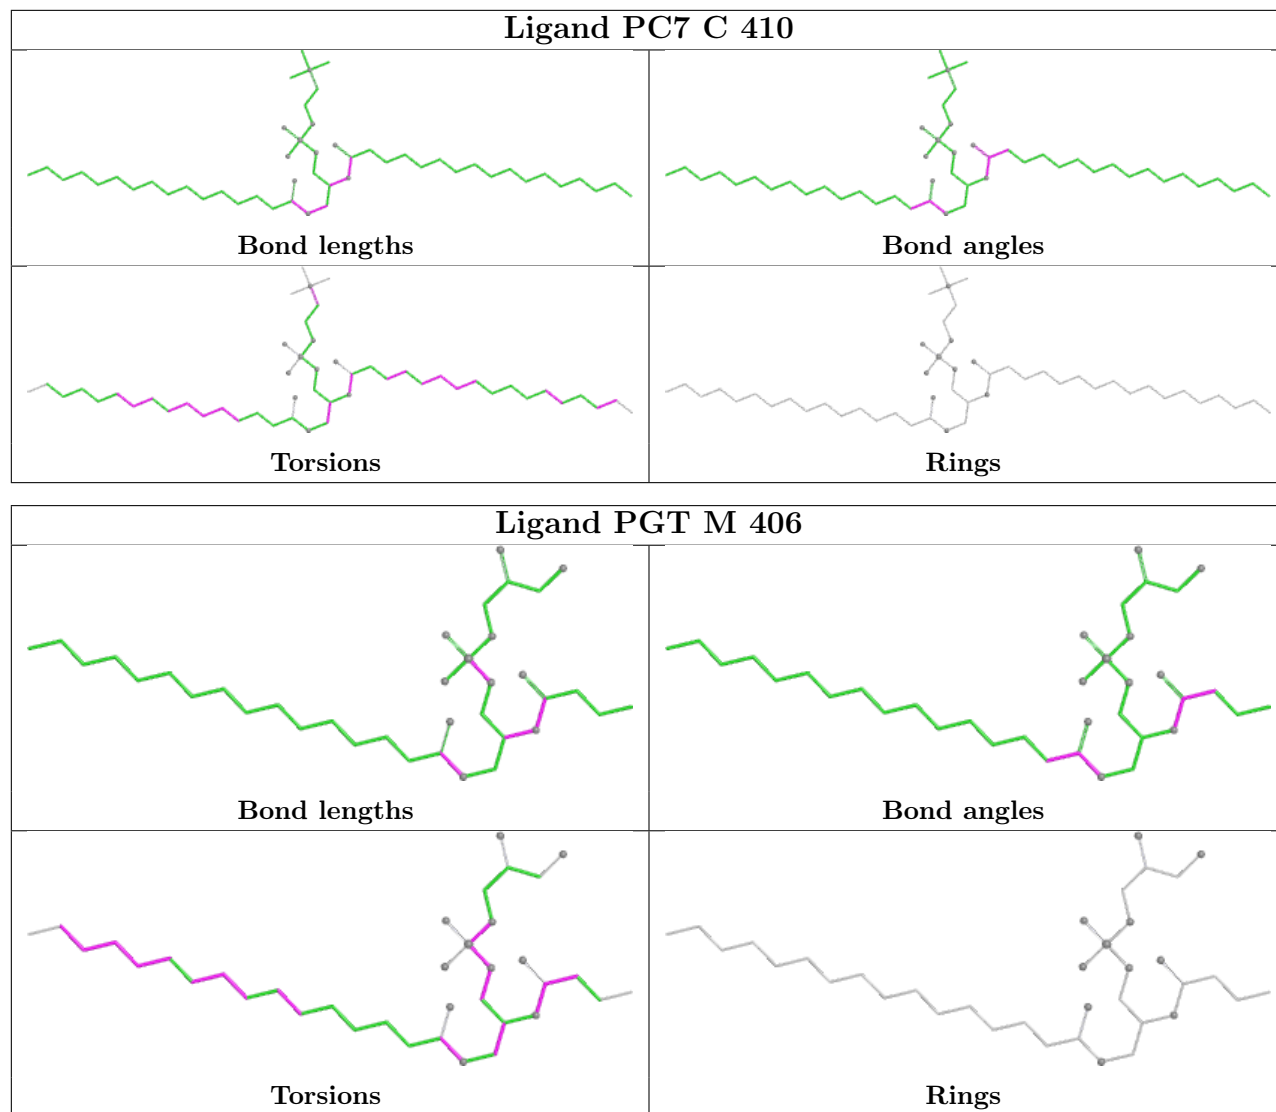 Ligand PC7 C 410
Bond lengths
Bond angles
Torsions
Rings
Ligand PGT M 406
Bond lengths
Bond angles
Torsions
Rings